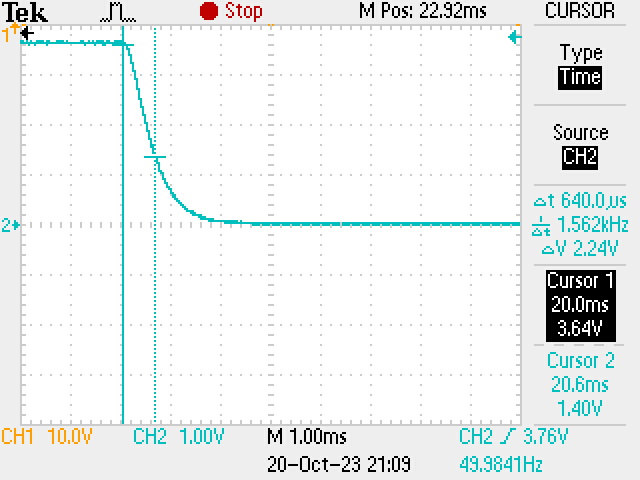 Tek Stop M Pos: 22.92ms CURSOR
1
Type
Time
Source
CH2
2
Δt 640.0µs
1/Δt 1.562kHz
ΔV 2.24V
Cursor 1
20.0ms
3.64V
Cursor 2
20.6ms
1.40V
CH1 10.0V CH2 1.00V M 1.00ms CH2 3.76V
20-Oct-23 21:09 49.9841Hz